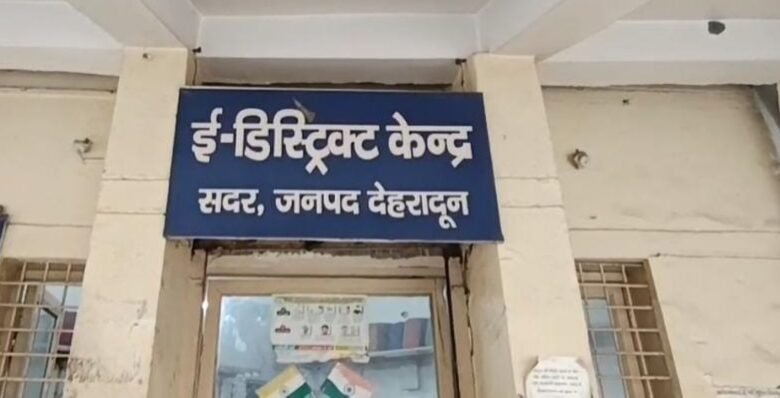 ई-डिस्ट्रिक्ट केन्द्र
सदर, जनपद देहरादून